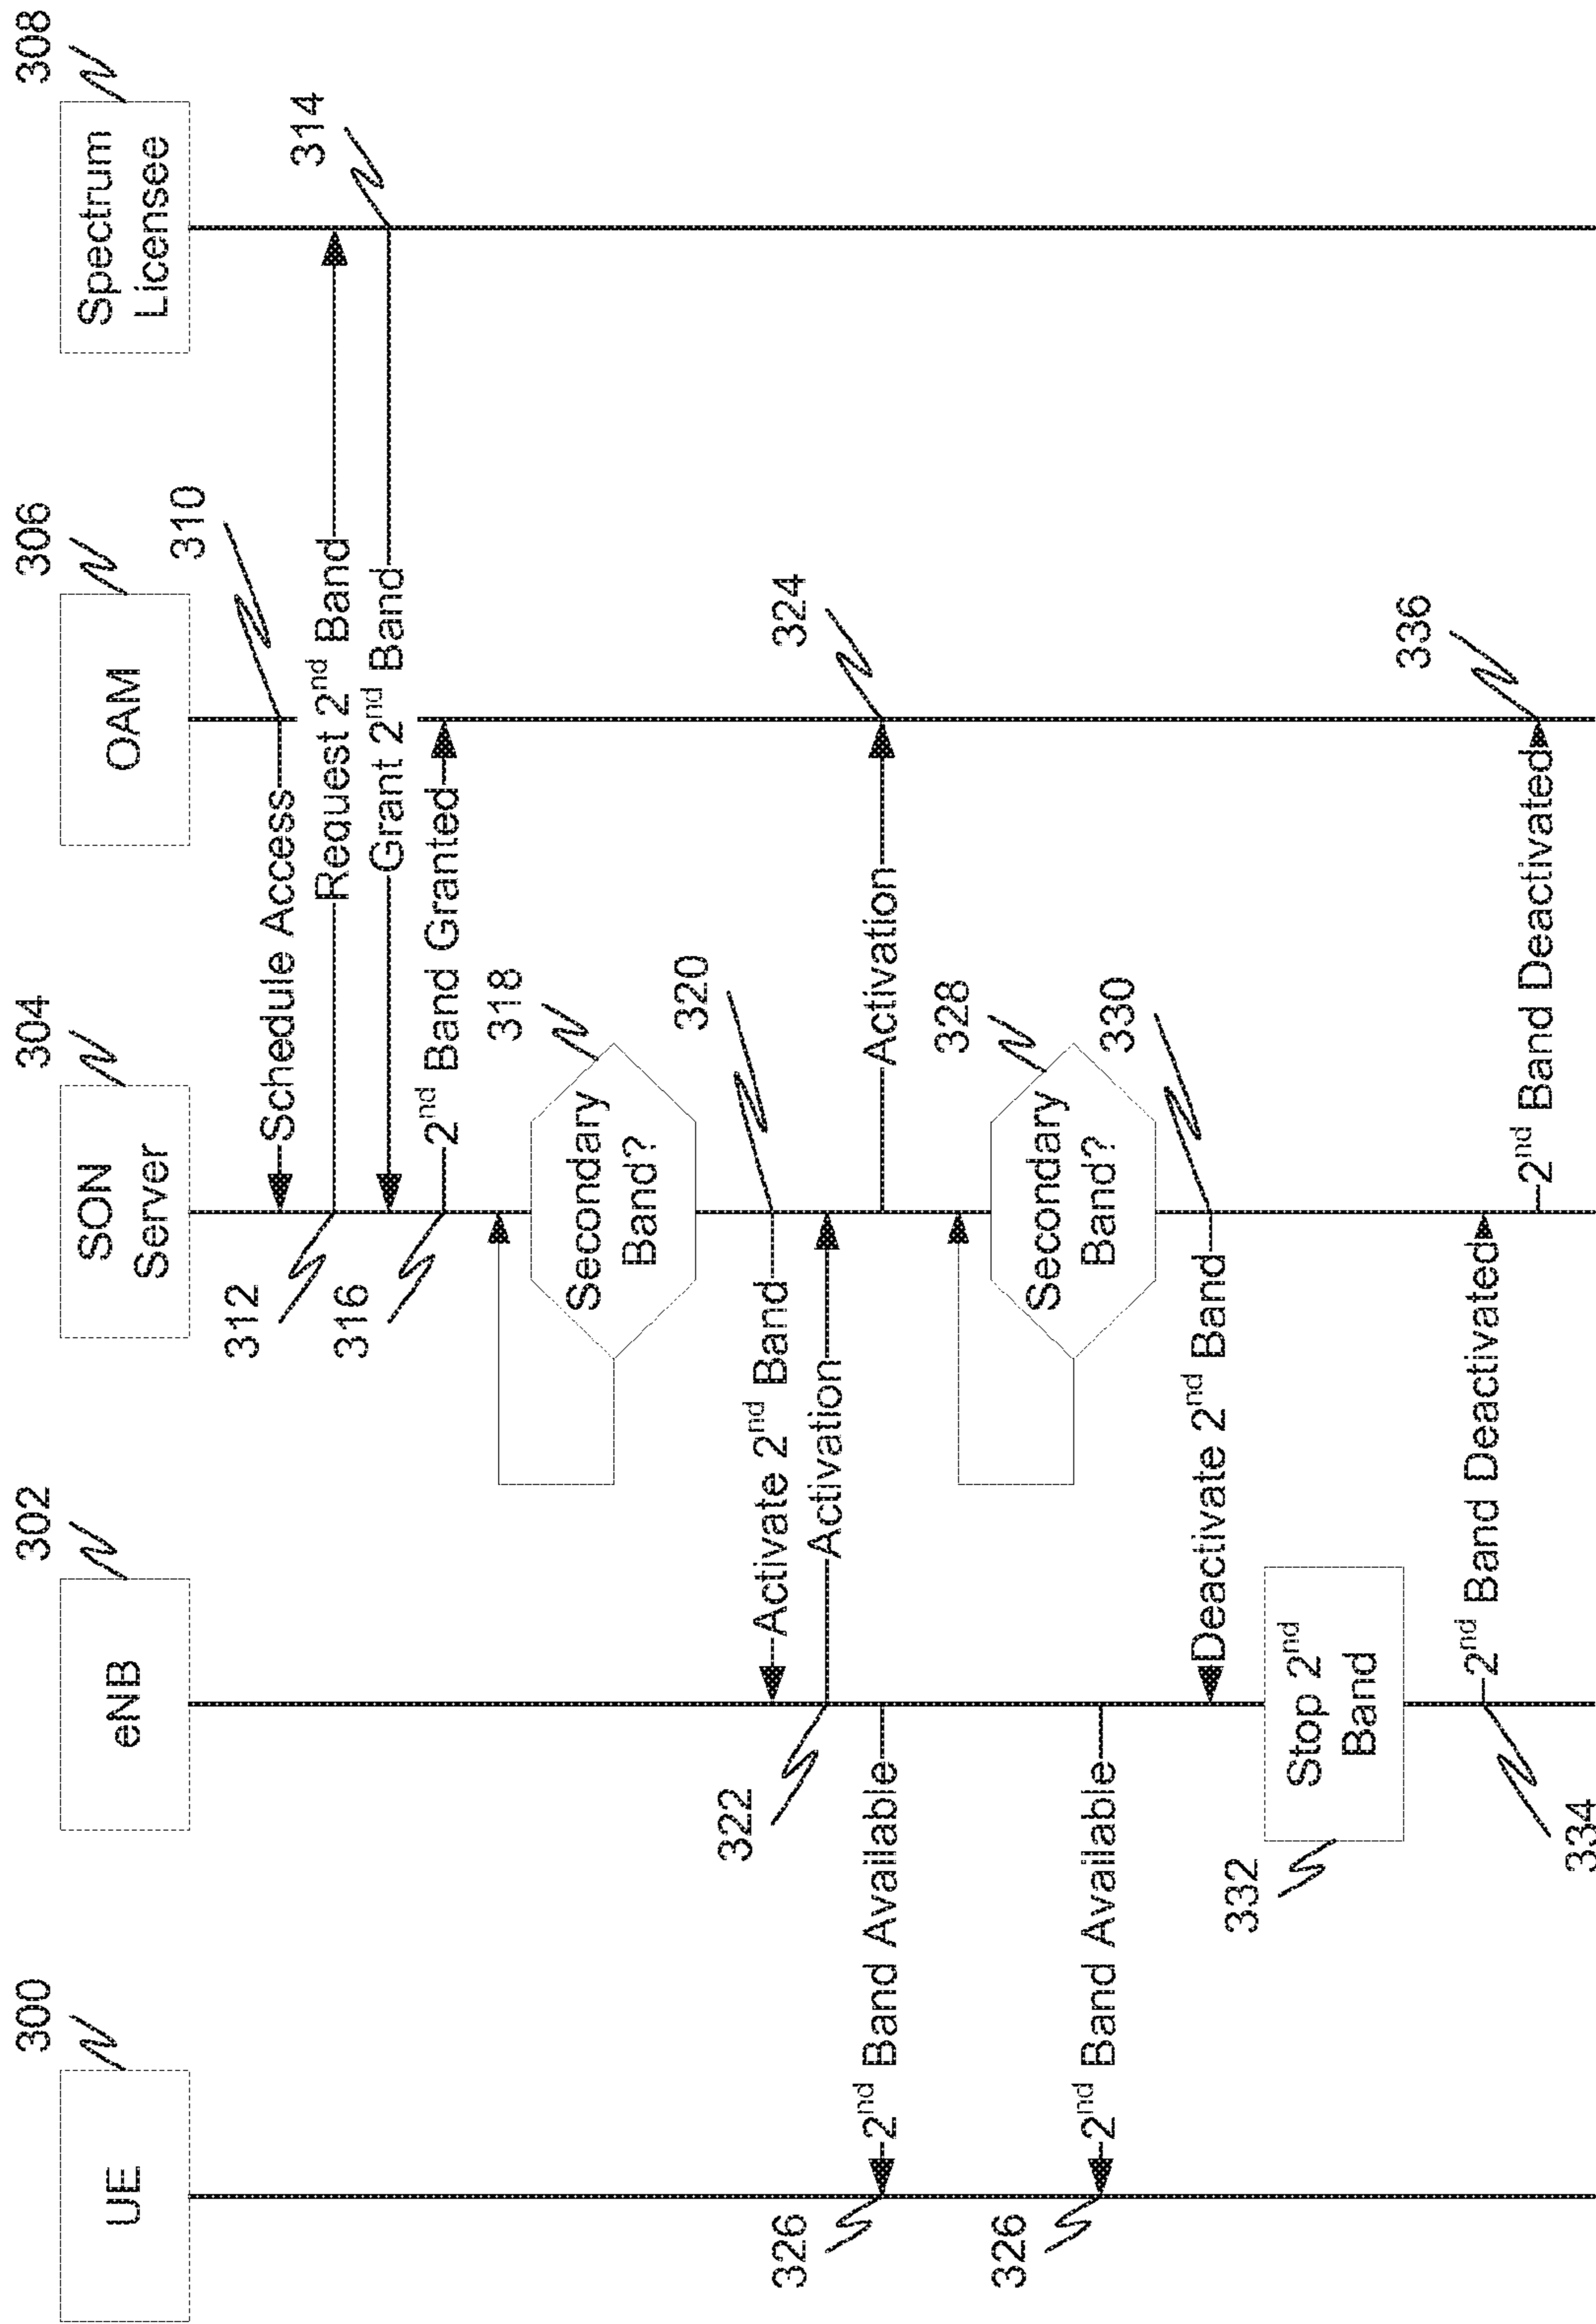 300
302
304
306
308
UE
eNB
SON
Server
OAM
Spectrum
Licensee
310
Schedule Access
312
Request 2nd Band
314
Grant 2nd Band
316
2nd Band Granted
318
Secondary
Band?
320
Activate 2nd Band
322
Activation
324
Activation
326
2nd Band Available
328
Secondary
Band?
326
2nd Band Available
330
Deactivate 2nd Band
332
Stop 2nd
Band
334
2nd Band Deactivated
336
2nd Band Deactivated